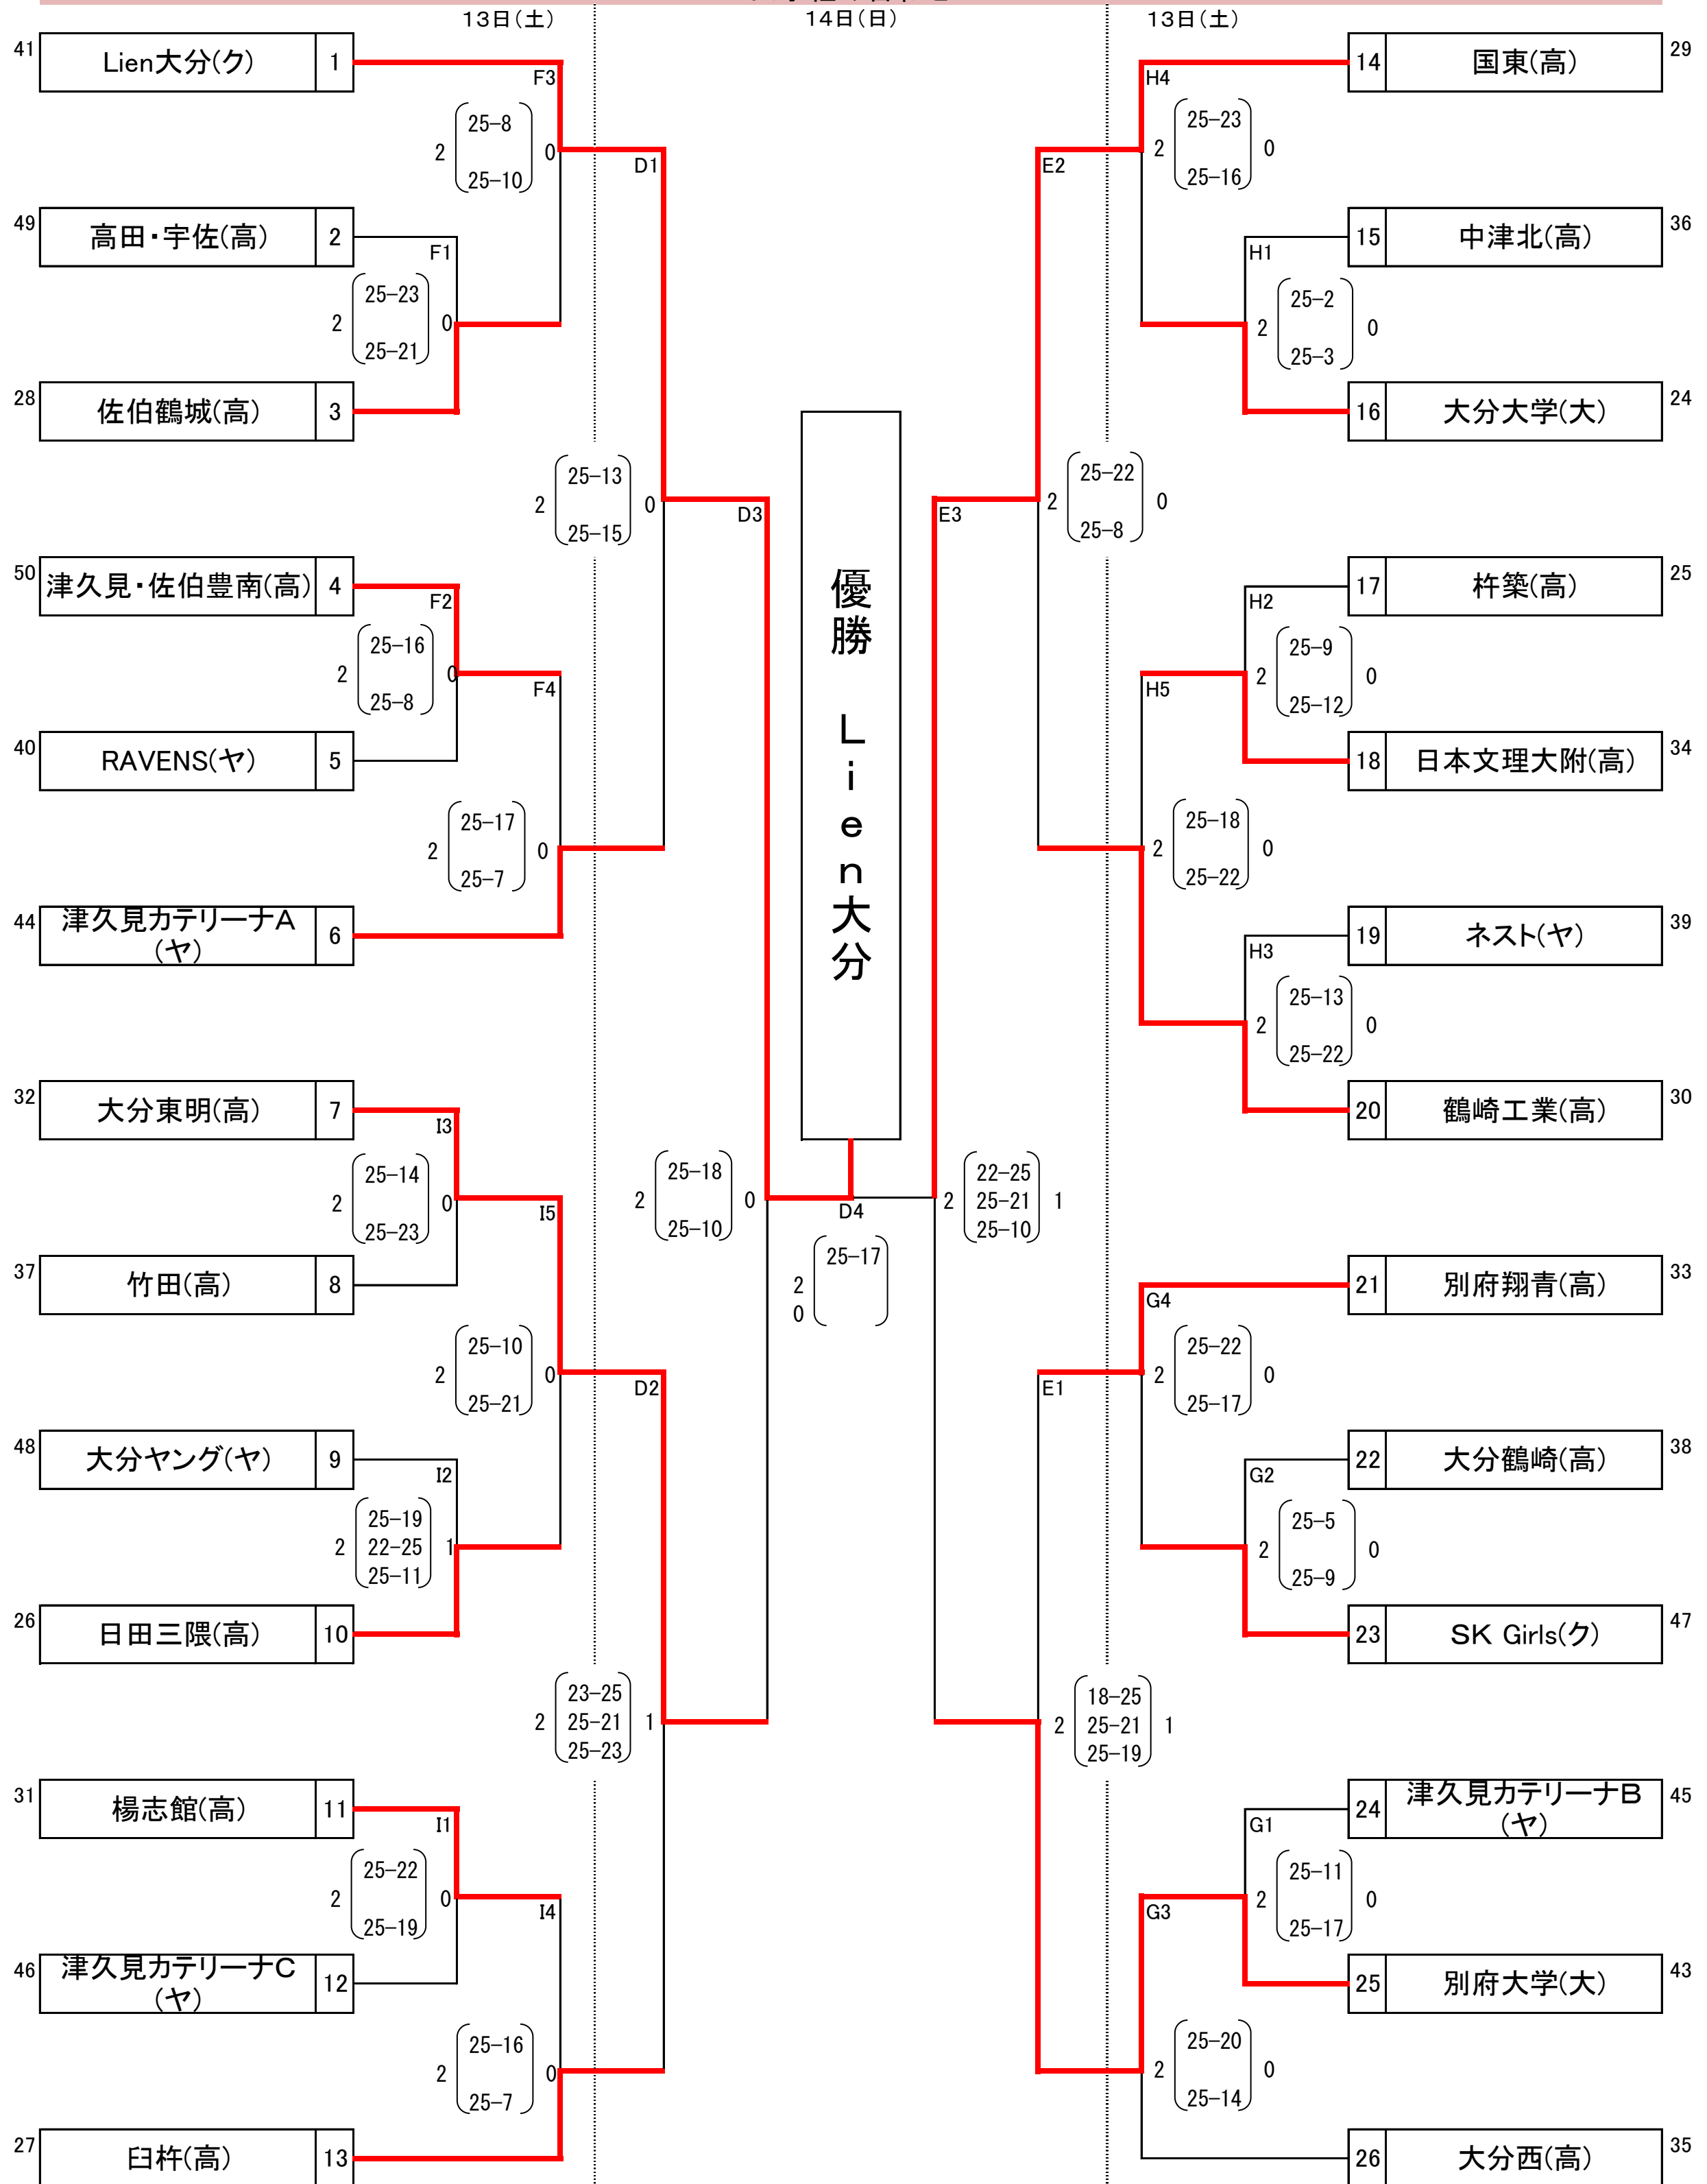 13日(土)
14日(日)
13日(土)
41
Lien大分(ク)
1
F3
25-8
2
0
25-10
D1
49
高田・宇佐(高)
2
F1
25-23
2
0
25-21
28
佐伯鶴城(高)
3
25-13
2
0
25-15
D3
50
津久見・佐伯豊南(高)
4
F2
25-16
2
0
25-8
F4
40
RAVENS(ヤ)
5
25-17
2
0
25-7
44
津久見カテリーナA
(ヤ)
6
32
大分東明(高)
7
I3
25-14
2
0
25-23
I5
37
竹田(高)
8
25-10
2
0
25-21
D2
48
大分ヤング(ヤ)
9
I2
25-19
2
22-25
1
25-11
26
日田三隈(高)
10
23-25
2
25-21
1
25-23
31
楊志館(高)
11
I1
25-22
2
0
25-19
I4
46
津久見カテリーナC
(ヤ)
12
25-16
2
0
25-7
27
臼杵(高)
13
25-18
2
0
25-10
優勝 Lien大分
D4
25-17
2
0
22-25
2
25-21
1
25-10
E3
29
14
国東(高)
H4
25-23
2
0
25-16
E2
36
15
中津北(高)
H1
25-2
2
0
25-3
24
16
大分大学(大)
25-22
2
0
25-8
25
17
杵築(高)
H2
25-9
2
0
25-12
H5
34
18
日本文理大附(高)
25-18
2
0
25-22
39
19
ネスト(ヤ)
H3
25-13
2
0
25-22
30
20
鶴崎工業(高)
33
21
別府翔青(高)
G4
25-22
2
0
25-17
E1
38
22
大分鶴崎(高)
G2
25-5
2
0
25-9
47
23
SK Girls(ク)
18-25
2
25-21
1
25-19
45
24
津久見カテリーナB
(ヤ)
G1
25-11
2
0
25-17
G3
43
25
別府大学(大)
25-20
2
0
25-14
35
26
大分西(高)